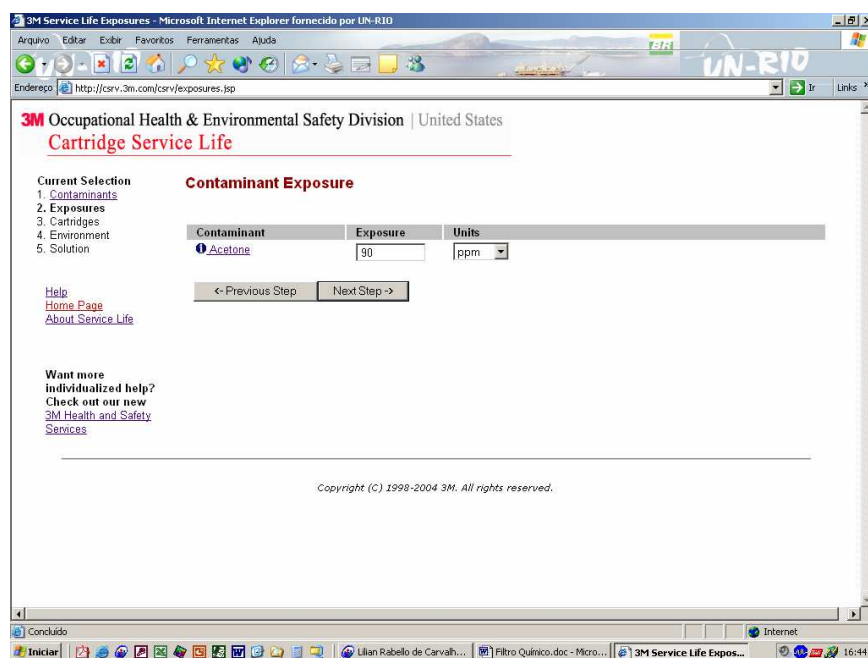 3M Service Life Exposures - Microsoft Internet Explorer fornecido por UN-RIO
Arquivo Editar Exibir Favoritos Ferramentas Ajuda
BR
UN-RIO
Endereço http://csrv.3m.com/csrv/exposures.jsp Ir Links »
3M Occupational Health & Environmental Safety Division | United States
Cartridge Service Life
Current Selection
1. Contaminants
2. Exposures
3. Cartridges
4. Environment
5. Solution
Help
Home Page
About Service Life
Want more
individualized help?
Check out our new
3M Health and Safety
Services
Contaminant Exposure
Contaminant Exposure Units
Acetone 90 ppm
<- Previous Step Next Step ->
Copyright (C) 1998-2004 3M. All rights reserved.
Concluído Internet
Iniciar Lilian Rabello de Carvalh... Filtro Químico.doc - Micro... 3M Service Life Expos... 16:44